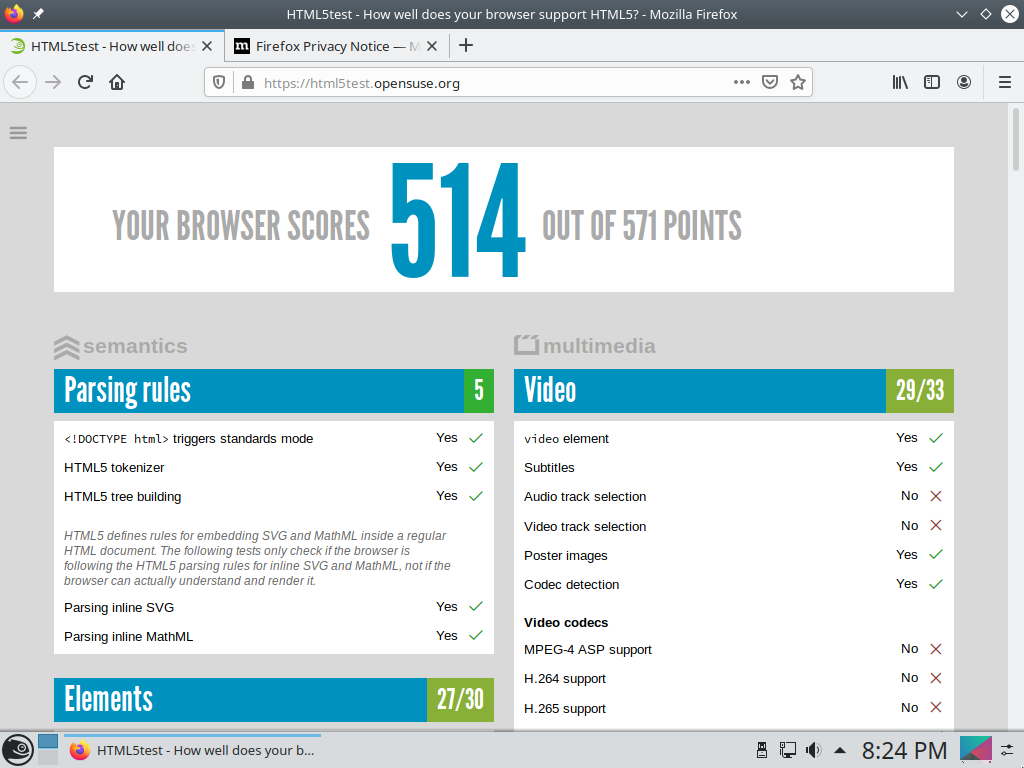 HTML5test - How well does your browser support HTML5? - Mozilla Firefox
HTML5test - How well does
Firefox Privacy Notice — M
https://html5test.opensuse.org
YOUR BROWSER SCORES 514 OUT OF 571 POINTS
semantics
Parsing rules 5
<!DOCTYPE html> triggers standards mode Yes
HTML5 tokenizer Yes
HTML5 tree building Yes
HTML5 defines rules for embedding SVG and MathML inside a regular
HTML document. The following tests only check if the browser is
following the HTML5 parsing rules for inline SVG and MathML, not if the
browser can actually understand and render it.
Parsing inline SVG Yes
Parsing inline MathML Yes
Elements 27/30
multimedia
Video 29/33
video element Yes
Subtitles Yes
Audio track selection No
Video track selection No
Poster images Yes
Codec detection Yes
Video codecs
MPEG-4 ASP support No
H.264 support No
H.265 support No
HTML5test - How well does your b...
8:24 PM